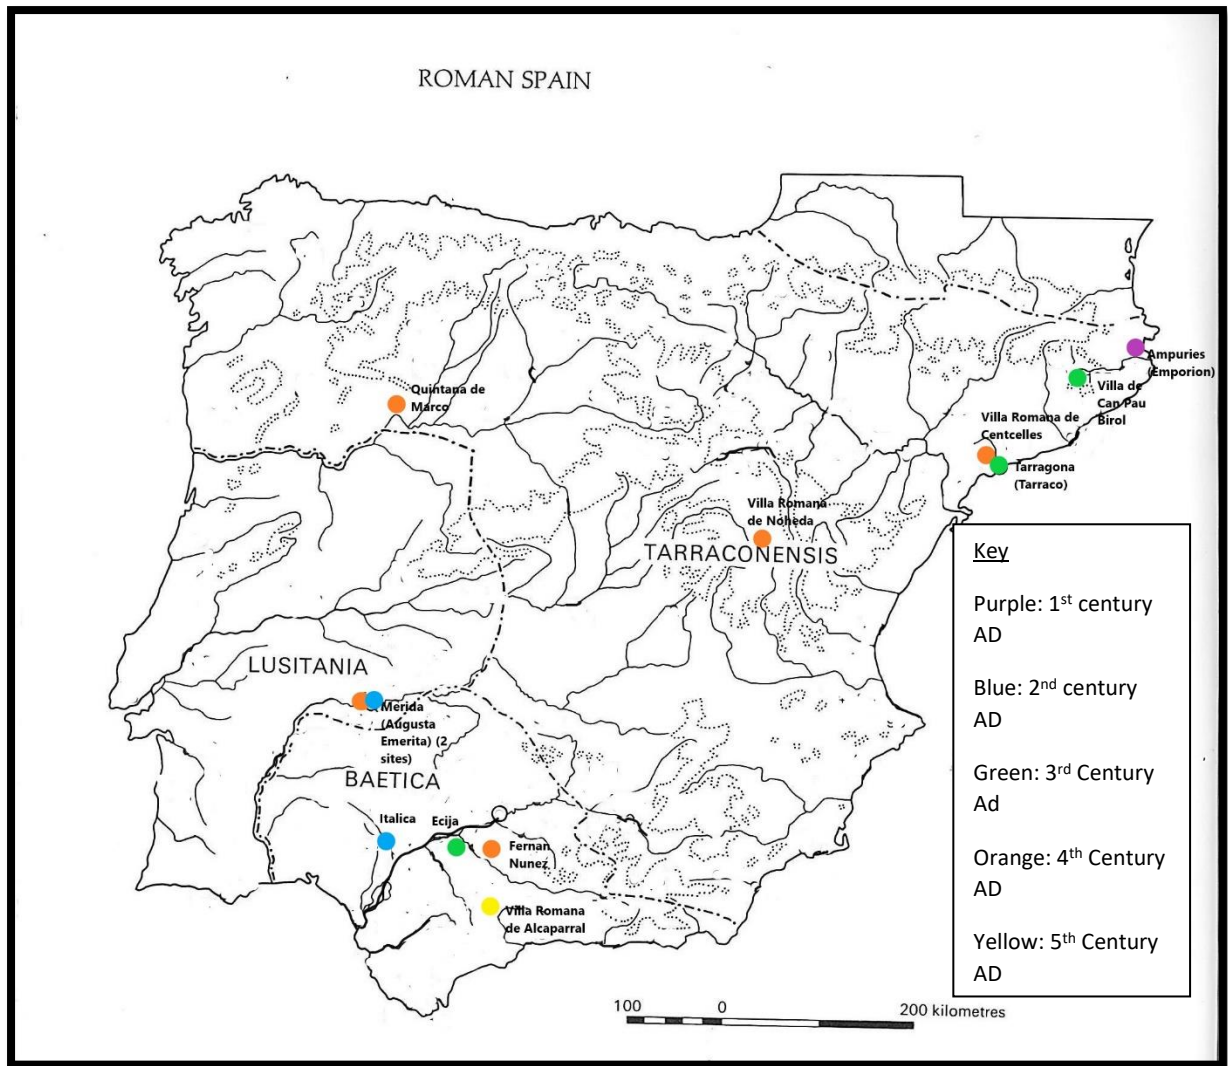 ROMAN SPAIN
Ampuries
(Emporion)
Quintana de
Marco
Villa de
Can Pau
Birol
Villa Romana de
Centcelles
Tarragona
(Tarraco)
Villa Romana
de Noheda
TARRACONENSIS
LUSITANIA
Merida
(Augusta
Emerita) (2
sites)
BAETICA
Italica
Ecija
Fernan
Nunez
Villa Romana
de Alcaparral
Key
Purple: 1st century
AD
Blue: 2nd century
AD
Green: 3rd Century
Ad
Orange: 4th Century
AD
Yellow: 5th Century
AD
100 0 200 kilometres